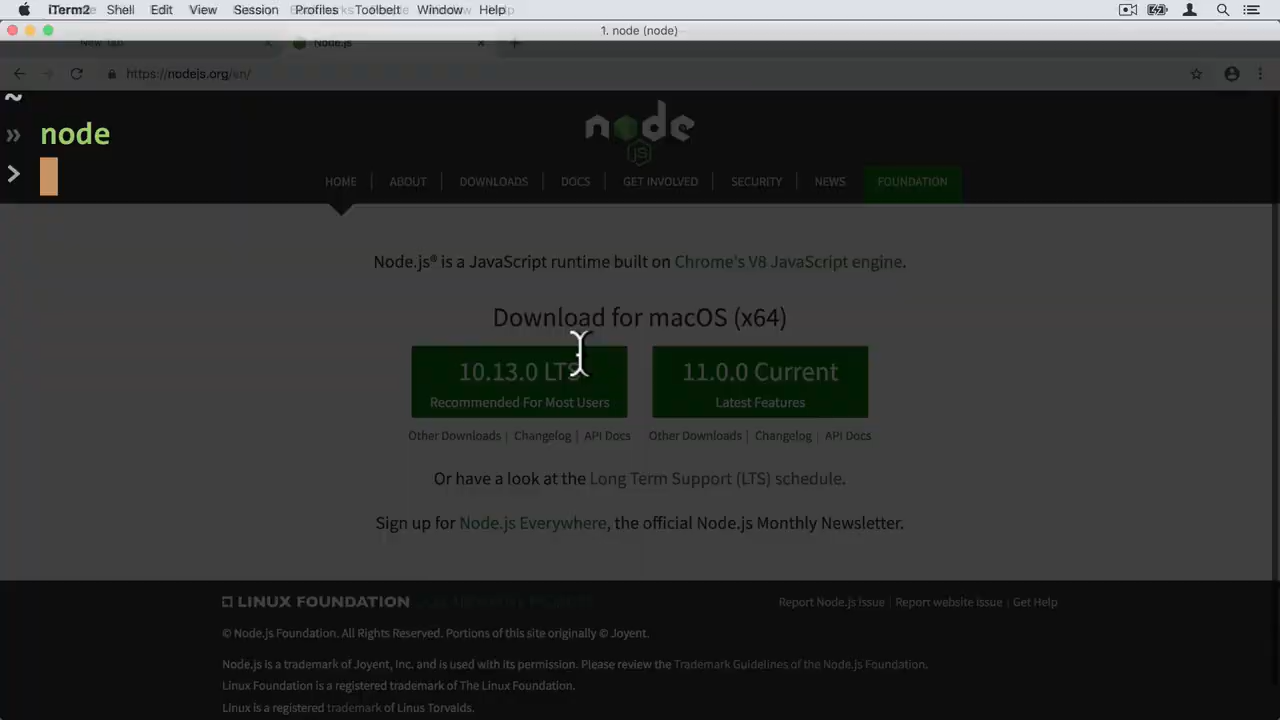 iTerm2 Shell Edit View Session Profiles Toolbelt Window Help
1. node (node)
New Tab Node.js
https://nodejs.org/en/
~
» node
>
node
js
HOME ABOUT DOWNLOADS DOCS GET INVOLVED SECURITY NEWS FOUNDATION
Node.js® is a JavaScript runtime built on Chrome's V8 JavaScript engine.
Download for macOS (x64)
10.13.0 LTS
Recommended For Most Users
11.0.0 Current
Latest Features
Other Downloads | Changelog | API Docs
Other Downloads | Changelog | API Docs
Or have a look at the Long Term Support (LTS) schedule.
Sign up for Node.js Everywhere, the official Node.js Monthly Newsletter.
LINUX FOUNDATION
Report Node.js issue | Report website issue | Get Help
© Node.js Foundation. All Rights Reserved. Portions of this site originally © Joyent.
Node.js is a trademark of Joyent, Inc. and is used with its permission. Please review the Trademark Guidelines of the Node.js Foundation.
Linux Foundation is a registered trademark of The Linux Foundation.
Linux is a registered trademark of Linus Torvalds.